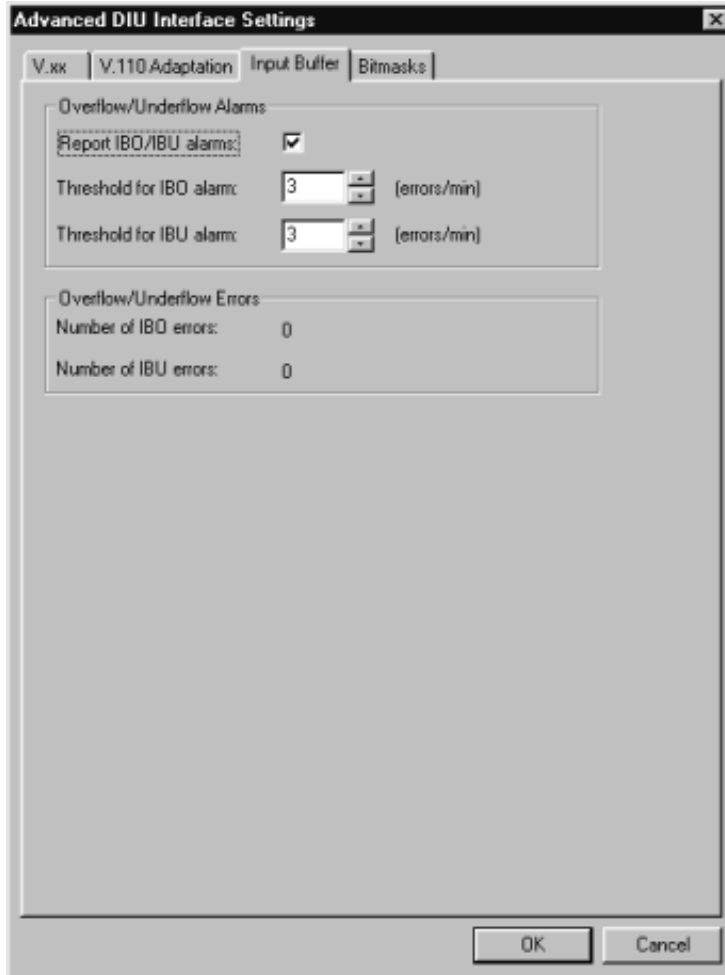 Advanced DIU Interface Settings
V.xx V.110 Adaptation Input Buffer Bitmasks
Overflow/Underflow Alarms
Report IBO/IBU alarms:
Threshold for IBO alarm: 3 (errors/min)
Threshold for IBU alarm: 3 (errors/min)
Overflow/Underflow Errors
Number of IBO errors: 0
Number of IBU errors: 0
OK Cancel